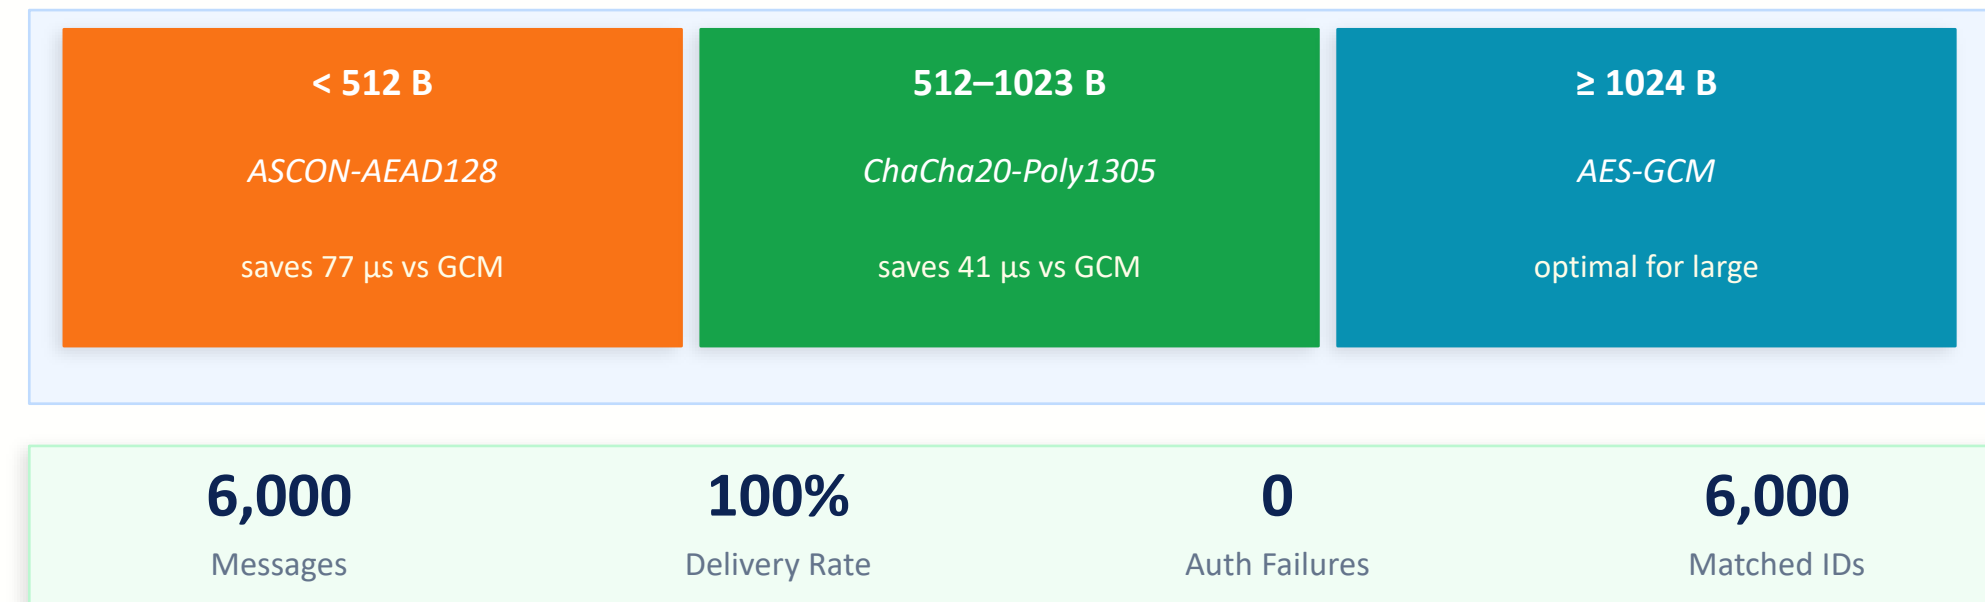 < 512 B
ASCON-AEAD128
saves 77 µs vs GCM
512–1023 B
ChaCha20-Poly1305
saves 41 µs vs GCM
≥ 1024 B
AES-GCM
optimal for large
6,000
Messages
100%
Delivery Rate
0
Auth Failures
6,000
Matched IDs